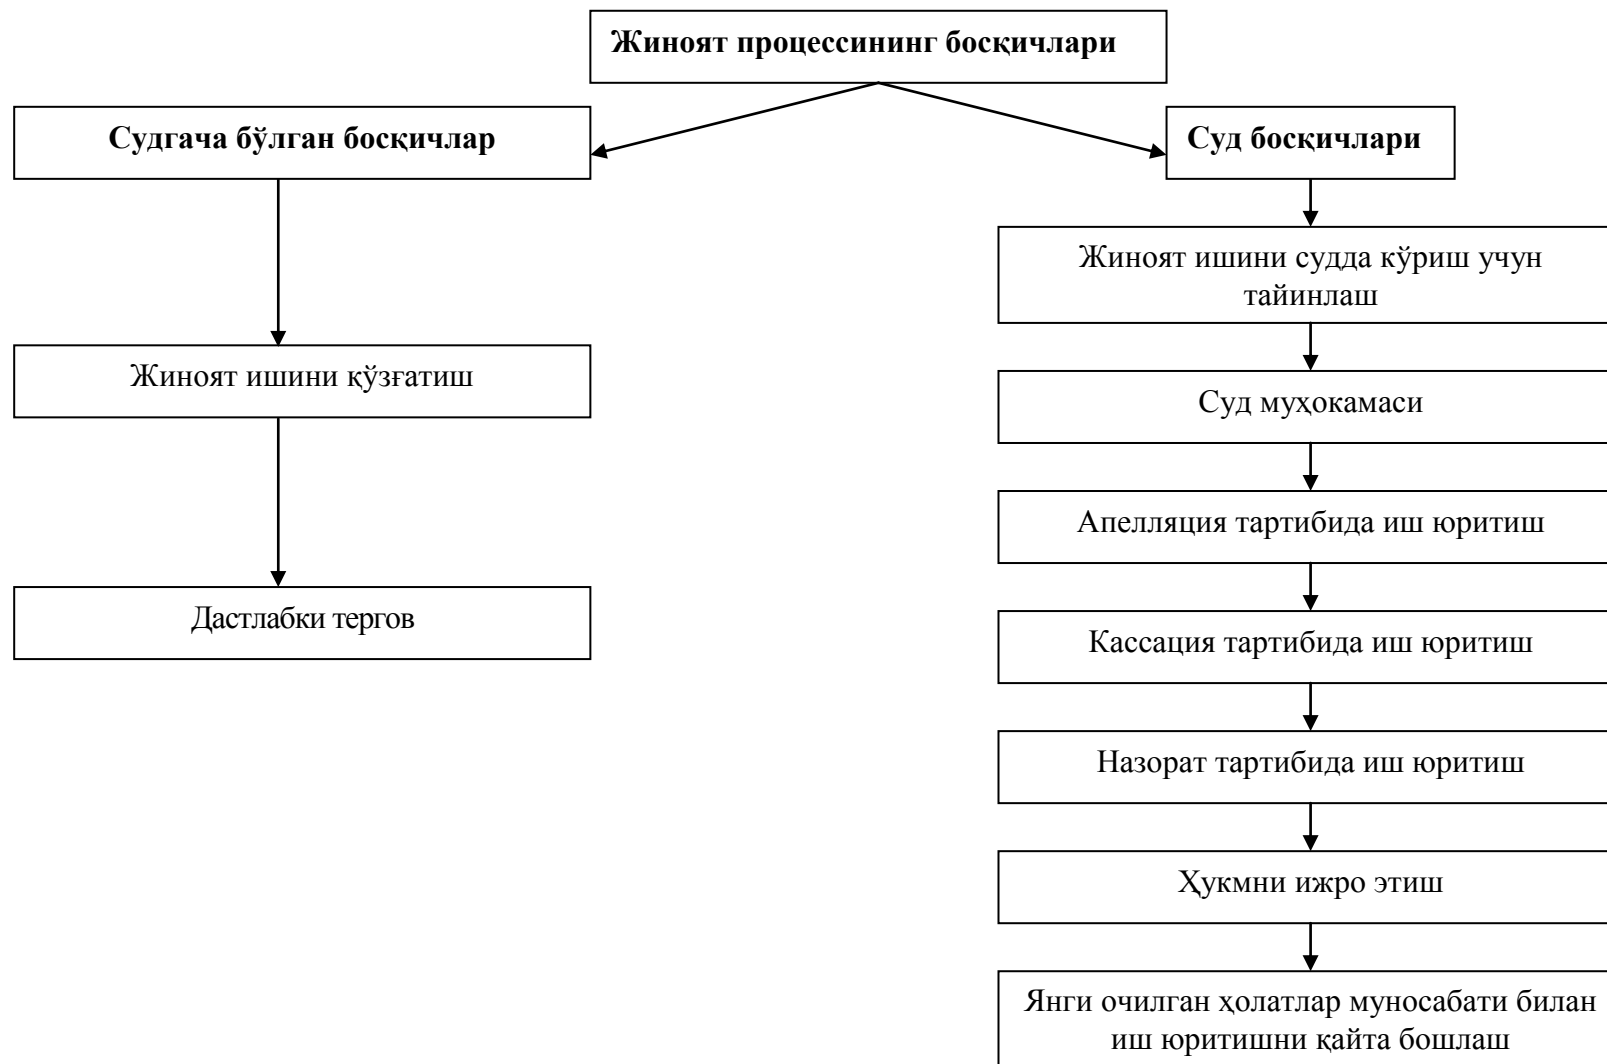 Жиноят процессининг босқичлари
Судгача бўлган босқичлар
Суд босқичлари
Жиноят ишини судда кўриш учун
тайинлаш
Жиноят ишини қўзғатиш
Суд муҳокамаси
Апелляция тартибида иш юритиш
Дастлабки тергов
Кассация тартибида иш юритиш
Назорат тартибида иш юритиш
Ҳукмни ижро этиш
Янги очилган ҳолатлар муносабати билан
иш юритишни қайта бошлаш